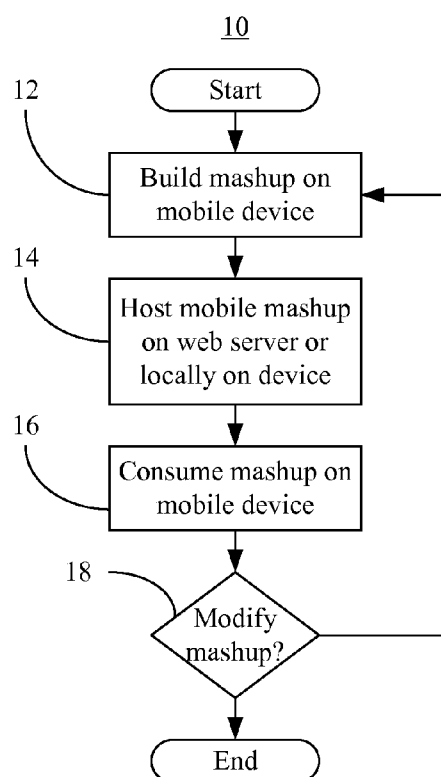 10
Start
12
Build mashup on
mobile device
14
Host mobile mashup
on web server or
locally on device
16
Consume mashup on
mobile device
18
Modify
mashup?
End